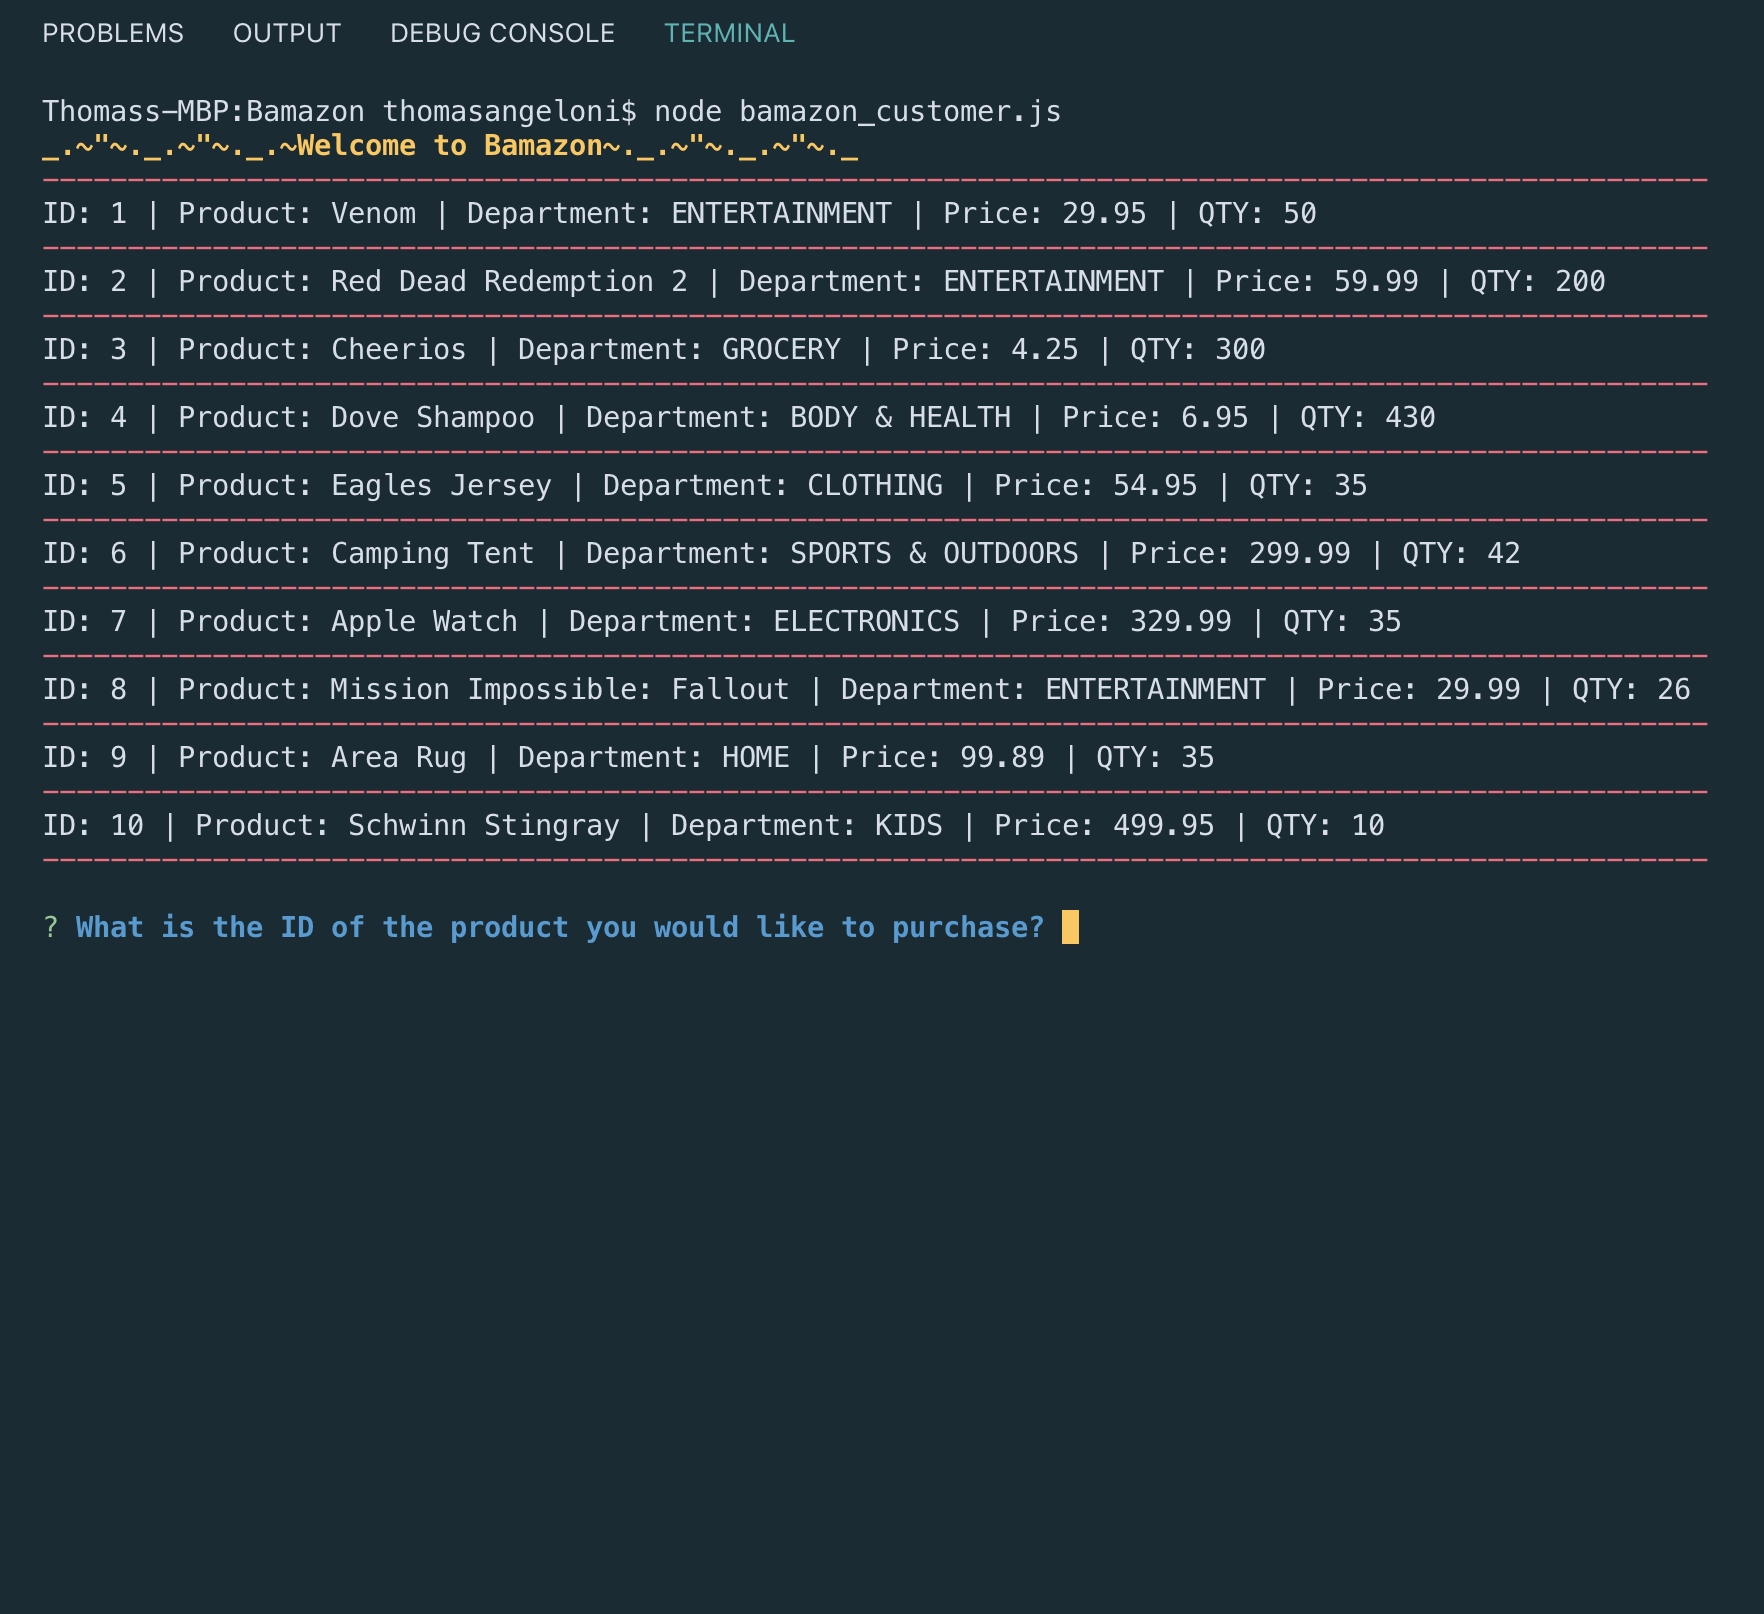 PROBLEMS OUTPUT DEBUG CONSOLE TERMINAL
Thomass-MBP:Bamazon thomasangeloni$ node bamazon_customer.js
_.~"~._.~"~._.~Welcome to Bamazon~._.~"~._.~"~._
--------------------------------------------------------------------------------------------------
ID: 1 | Product: Venom | Department: ENTERTAINMENT | Price: 29.95 | QTY: 50
--------------------------------------------------------------------------------------------------
ID: 2 | Product: Red Dead Redemption 2 | Department: ENTERTAINMENT | Price: 59.99 | QTY: 200
--------------------------------------------------------------------------------------------------
ID: 3 | Product: Cheerios | Department: GROCERY | Price: 4.25 | QTY: 300
--------------------------------------------------------------------------------------------------
ID: 4 | Product: Dove Shampoo | Department: BODY & HEALTH | Price: 6.95 | QTY: 430
--------------------------------------------------------------------------------------------------
ID: 5 | Product: Eagles Jersey | Department: CLOTHING | Price: 54.95 | QTY: 35
--------------------------------------------------------------------------------------------------
ID: 6 | Product: Camping Tent | Department: SPORTS & OUTDOORS | Price: 299.99 | QTY: 42
--------------------------------------------------------------------------------------------------
ID: 7 | Product: Apple Watch | Department: ELECTRONICS | Price: 329.99 | QTY: 35
--------------------------------------------------------------------------------------------------
ID: 8 | Product: Mission Impossible: Fallout | Department: ENTERTAINMENT | Price: 29.99 | QTY: 26
--------------------------------------------------------------------------------------------------
ID: 9 | Product: Area Rug | Department: HOME | Price: 99.89 | QTY: 35
--------------------------------------------------------------------------------------------------
ID: 10 | Product: Schwinn Stingray | Department: KIDS | Price: 499.95 | QTY: 10
--------------------------------------------------------------------------------------------------
? What is the ID of the product you would like to purchase?